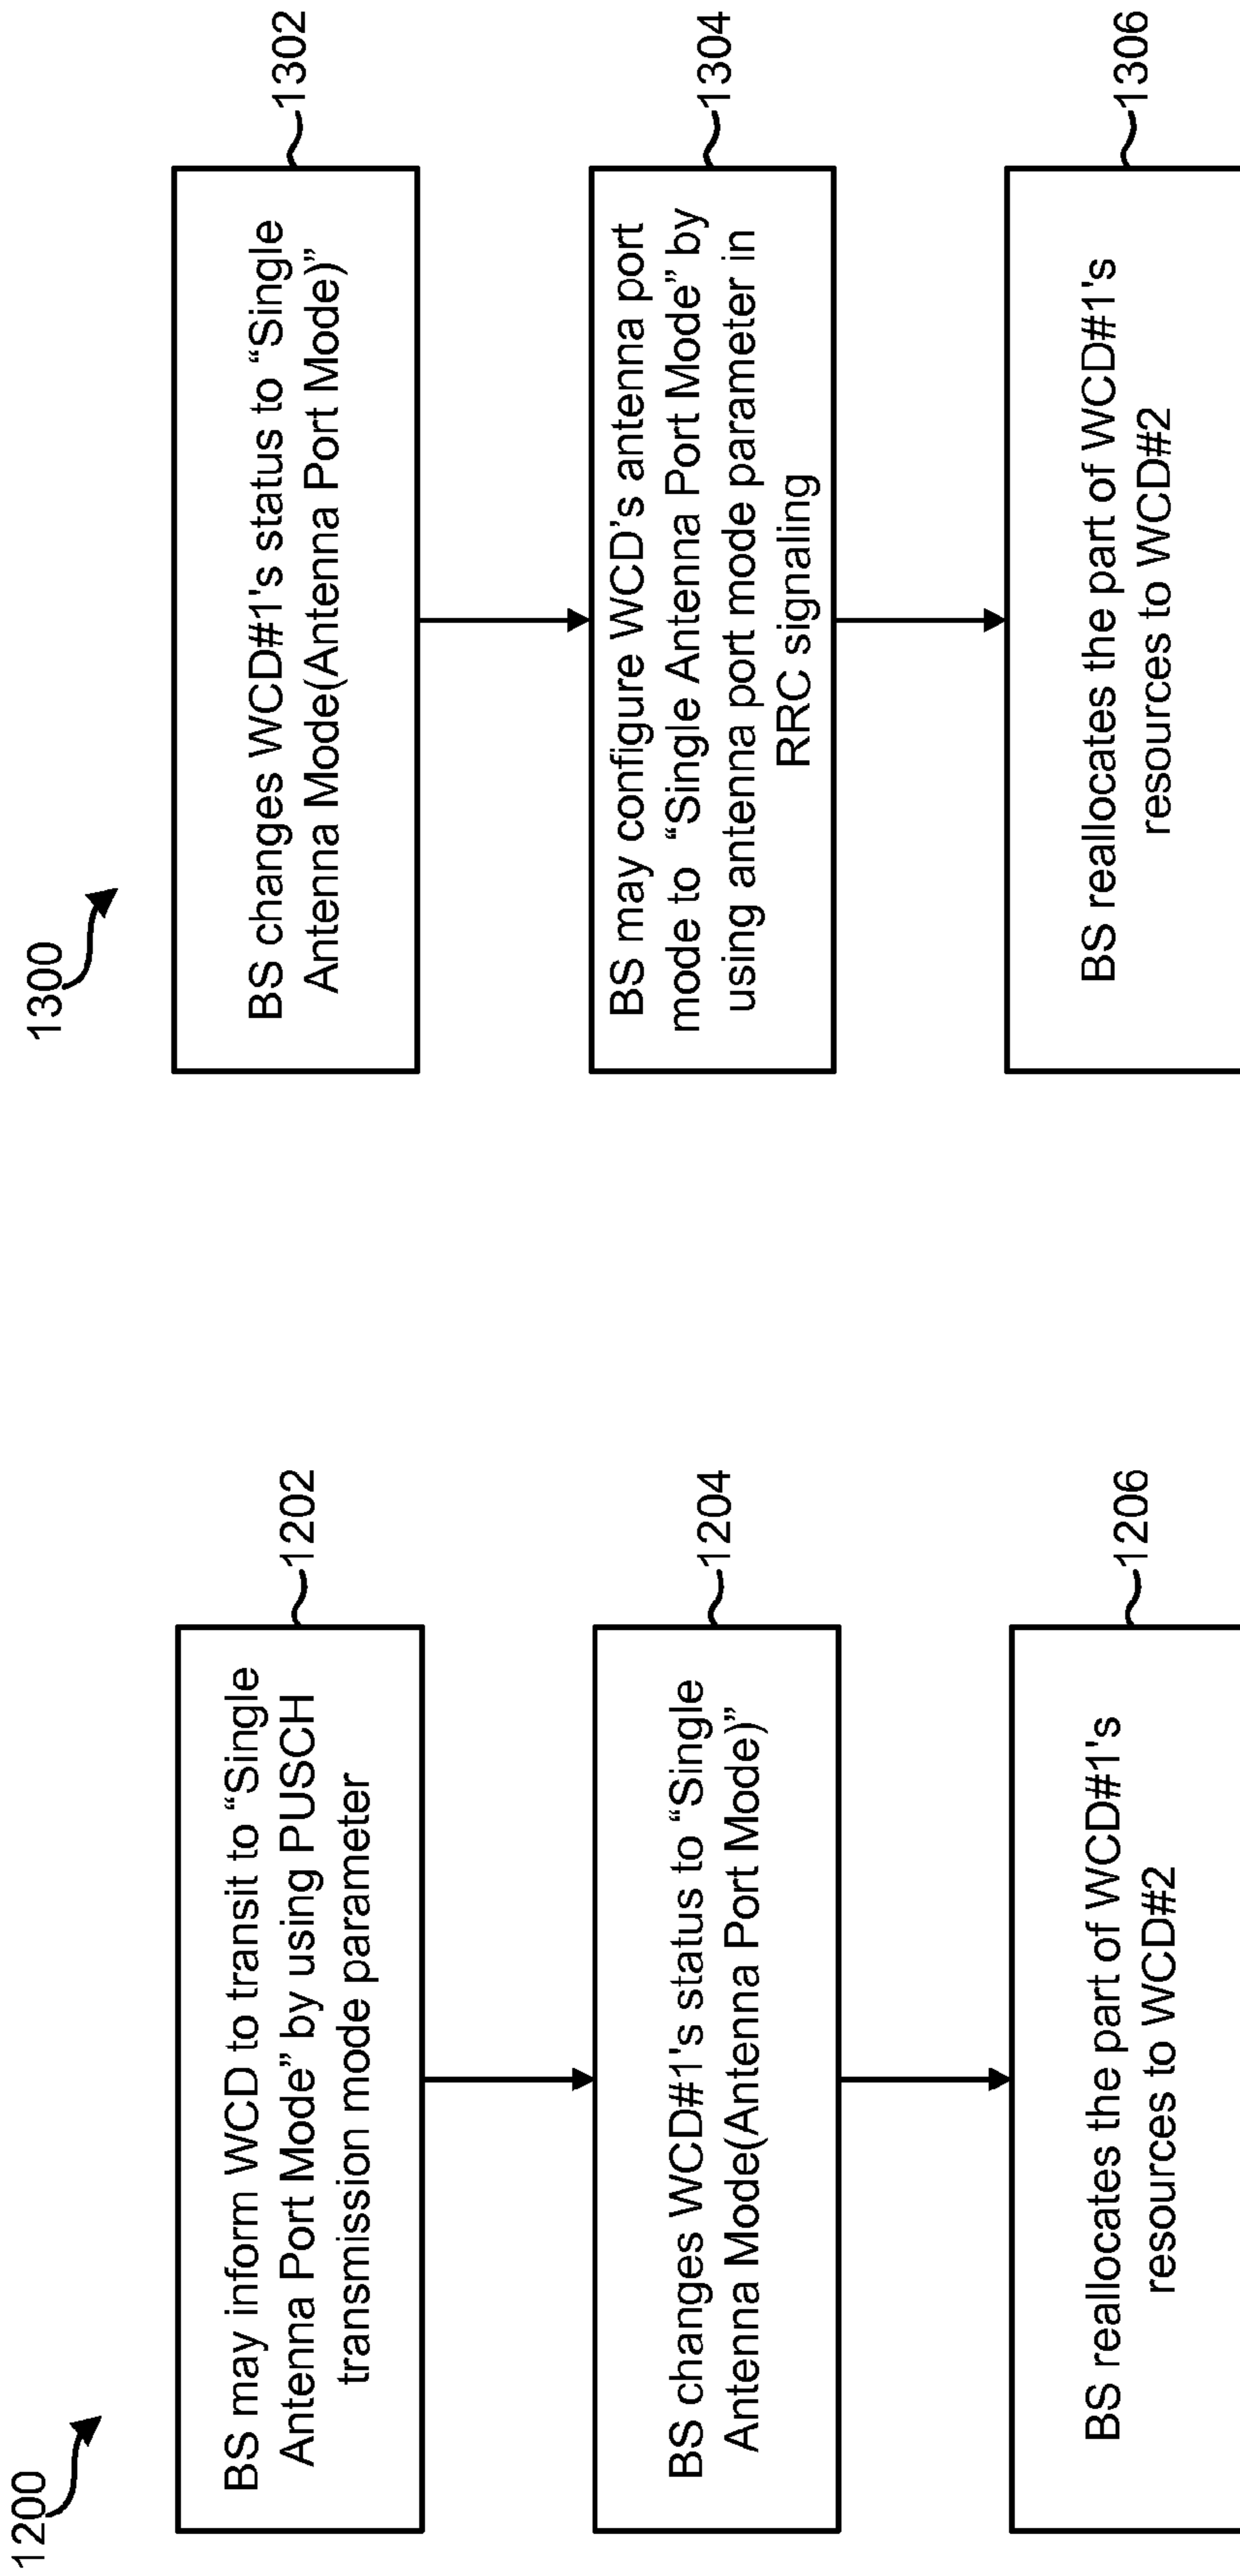 1200
BS may inform WCD to transit to “Single
Antenna Port Mode” by using PUSCH
transmission mode parameter
1202
BS changes WCD#1's status to “Single
Antenna Mode(Antenna Port Mode)”
1204
BS reallocates the part of WCD#1's
resources to WCD#2
1206
1300
BS changes WCD#1's status to “Single
Antenna Mode(Antenna Port Mode)”
1302
BS may configure WCD’s antenna port
mode to “Single Antenna Port Mode” by
using antenna port mode parameter in
RRC signaling
1304
BS reallocates the part of WCD#1's
resources to WCD#2
1306